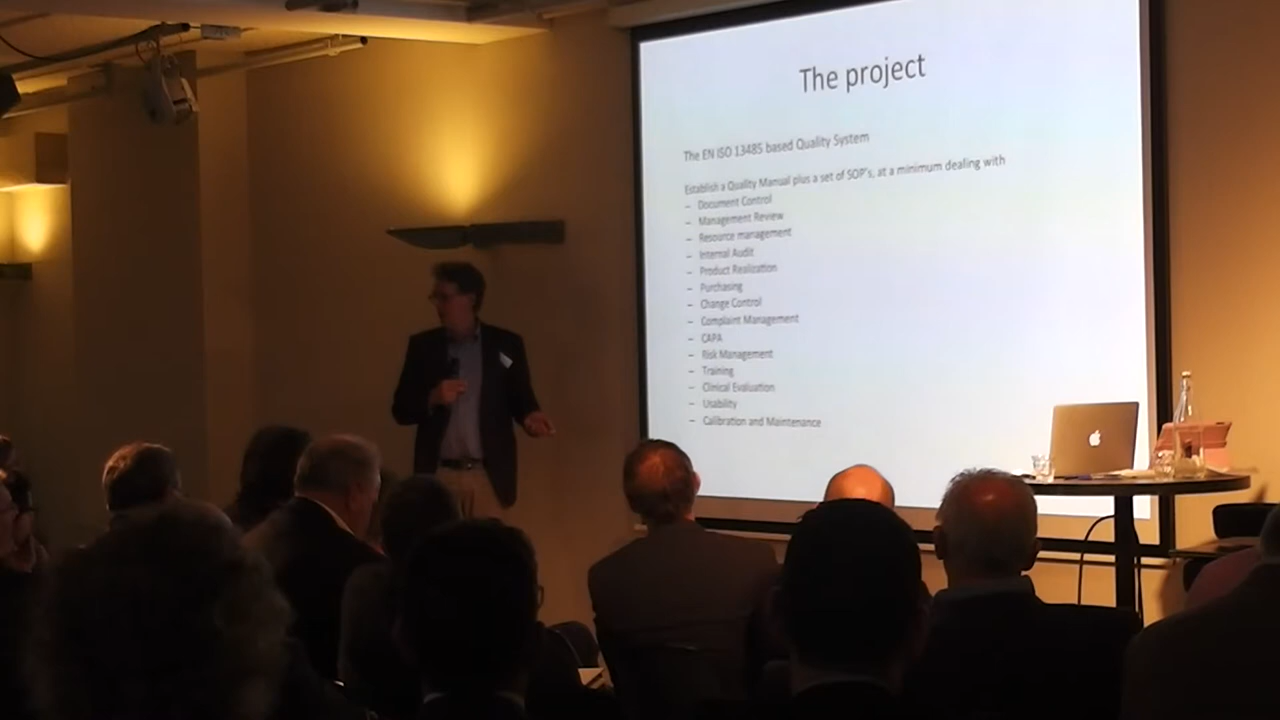 The project
The EN ISO 13485 based Quality System
Establish a Quality Manual plus a set of SOP's, at a minimum dealing with
– Document Control
– Management Review
– Resource management
– Internal Audit
– Product Realization
– Purchasing
– Change Control
– Complaint Management
– CAPA
– Risk Management
– Training
– Clinical Evaluation
– Usability
– Calibration and Maintenance